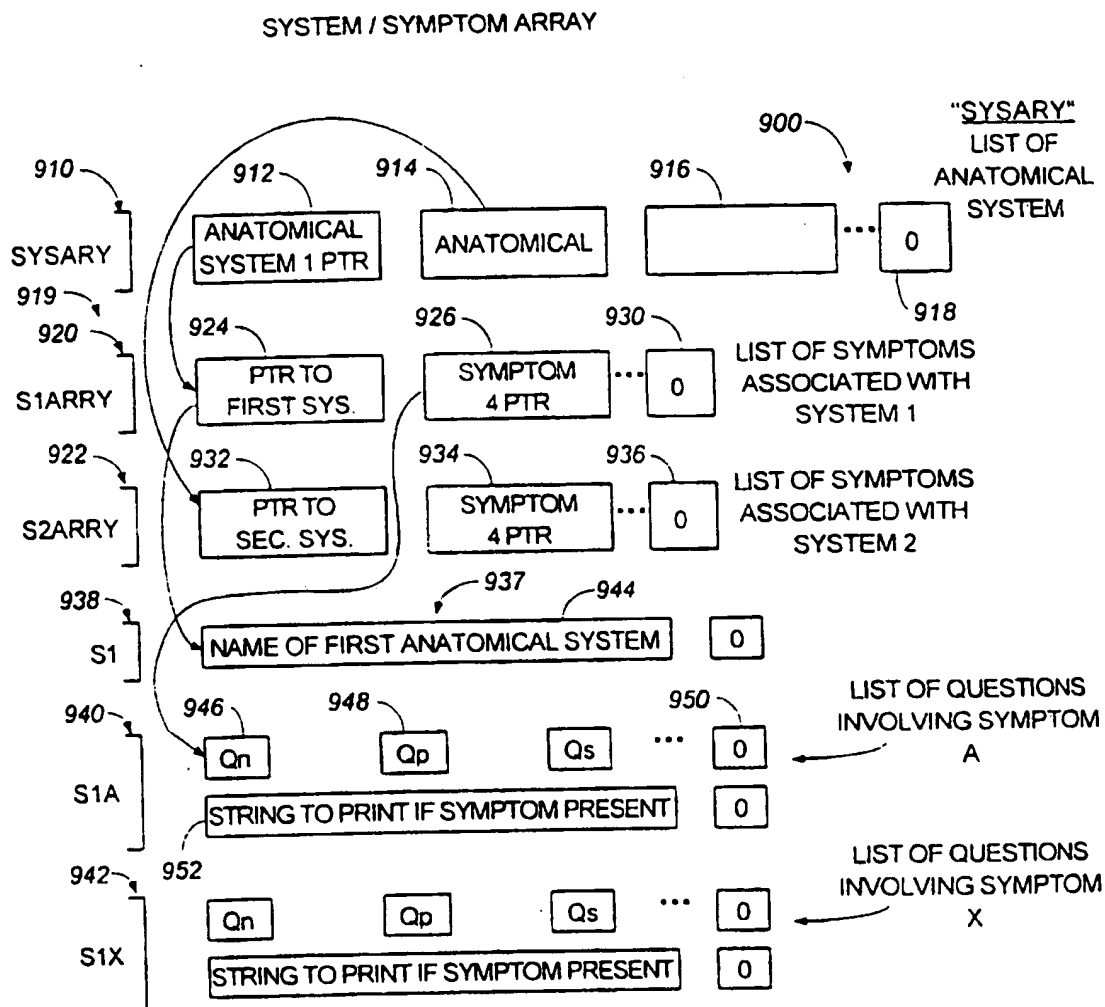 SYSTEM / SYMPTOM ARRAY
"SYSARY"
LIST OF
ANATOMICAL
SYSTEM
900
910
912
914
916
SYSARY
ANATOMICAL
SYSTEM 1 PTR
ANATOMICAL
...
0
918
919
920
924
926
930
S1ARRY
PTR TO
FIRST SYS.
SYMPTOM
4 PTR
...
0
LIST OF SYMPTOMS
ASSOCIATED WITH
SYSTEM 1
922
932
934
936
S2ARRY
PTR TO
SEC. SYS.
SYMPTOM
4 PTR
...
0
LIST OF SYMPTOMS
ASSOCIATED WITH
SYSTEM 2
938
937
944
S1
NAME OF FIRST ANATOMICAL SYSTEM
0
940
946
948
950
S1A
Qn
Qp
Qs
...
0
LIST OF QUESTIONS
INVOLVING SYMPTOM
A
STRING TO PRINT IF SYMPTOM PRESENT
0
952
942
S1X
Qn
Qp
Qs
...
0
LIST OF QUESTIONS
INVOLVING SYMPTOM
X
STRING TO PRINT IF SYMPTOM PRESENT
0